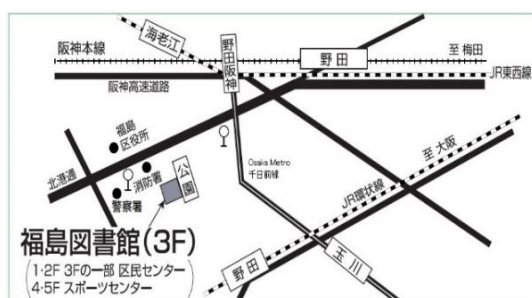 海老江
阪神本線
野田阪神
野田
至 梅田
JR東西線
阪神高速道路
福島
区役所
Osaka Metro
千日前線
至 大阪
北港通
消防署
公園
警察署
JR環状線
福島図書館(3F)
1・2F 3Fの一部 区民センター
4・5F スポーツセンター
野田
玉川